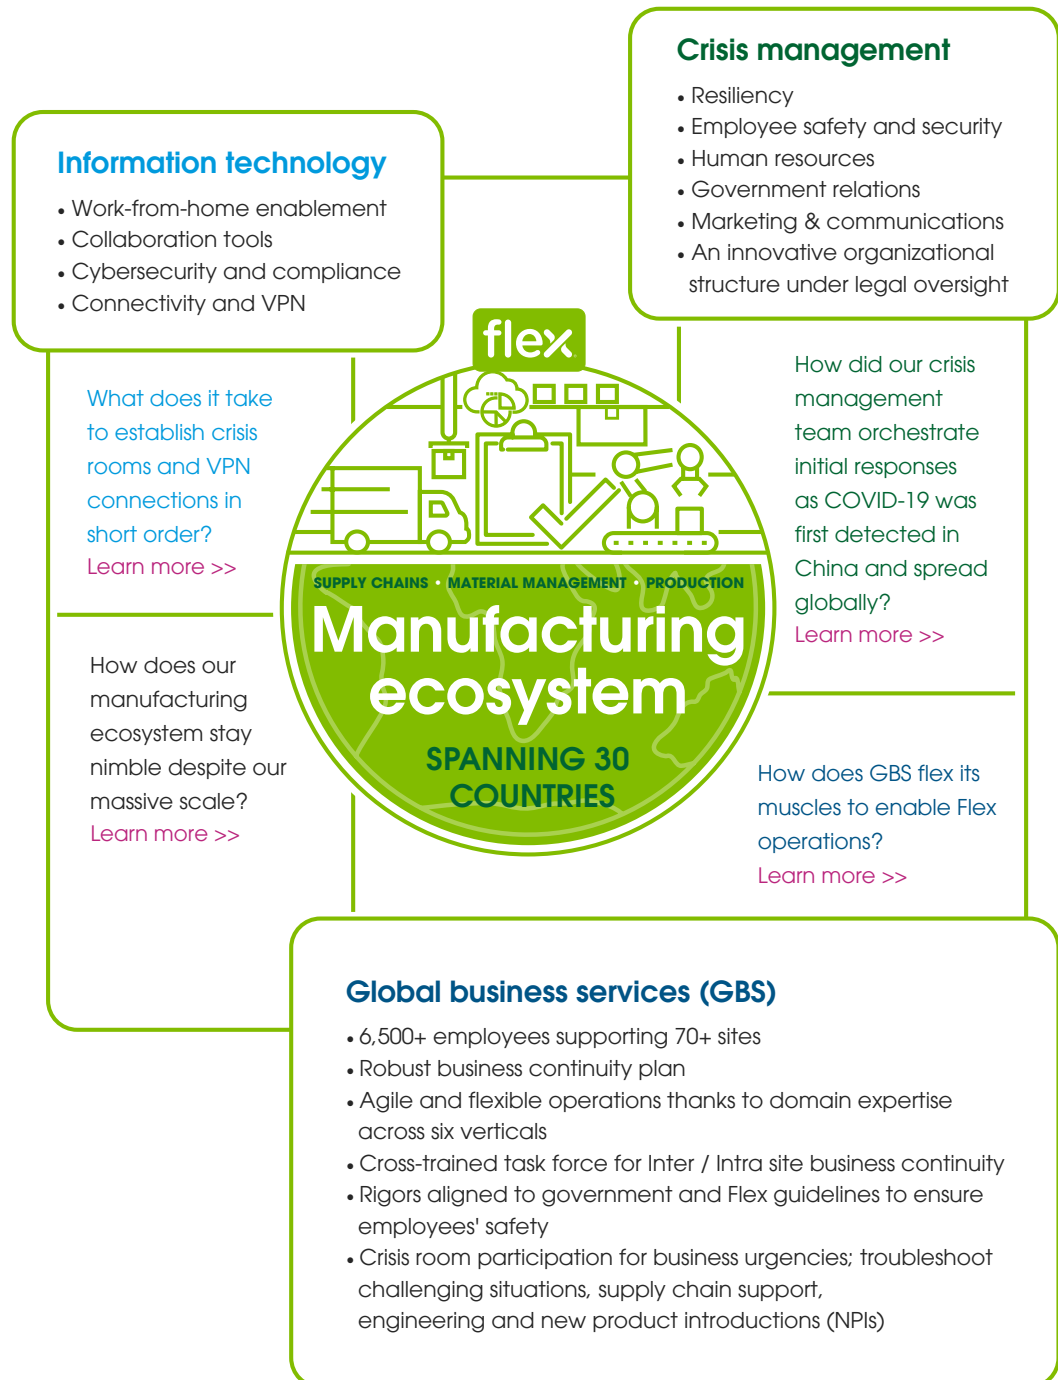 Crisis management
• Resiliency
• Employee safety and security
• Human resources
• Government relations
• Marketing & communications
• An innovative organizational
structure under legal oversight
Information technology
• Work-from-home enablement
• Collaboration tools
• Cybersecurity and compliance
• Connectivity and VPN
flex
What does it take
to establish crisis
rooms and VPN
connections in
short order?
Learn more >>
How did our crisis
management
team orchestrate
initial responses
as COVID-19 was
first detected in
China and spread
globally?
Learn more >>
SUPPLY CHAINS • MATERIAL MANAGEMENT • PRODUCTION
Manufacturing
ecosystem
SPANNING 30
COUNTRIES
How does our
manufacturing
ecosystem stay
nimble despite our
massive scale?
Learn more >>
How does GBS flex its
muscles to enable Flex
operations?
Learn more >>
Global business services (GBS)
• 6,500+ employees supporting 70+ sites
• Robust business continuity plan
• Agile and flexible operations thanks to domain expertise
across six verticals
• Cross-trained task force for Inter / Intra site business continuity
• Rigors aligned to government and Flex guidelines to ensure
employees' safety
• Crisis room participation for business urgencies; troubleshoot
challenging situations, supply chain support,
engineering and new product introductions (NPIs)